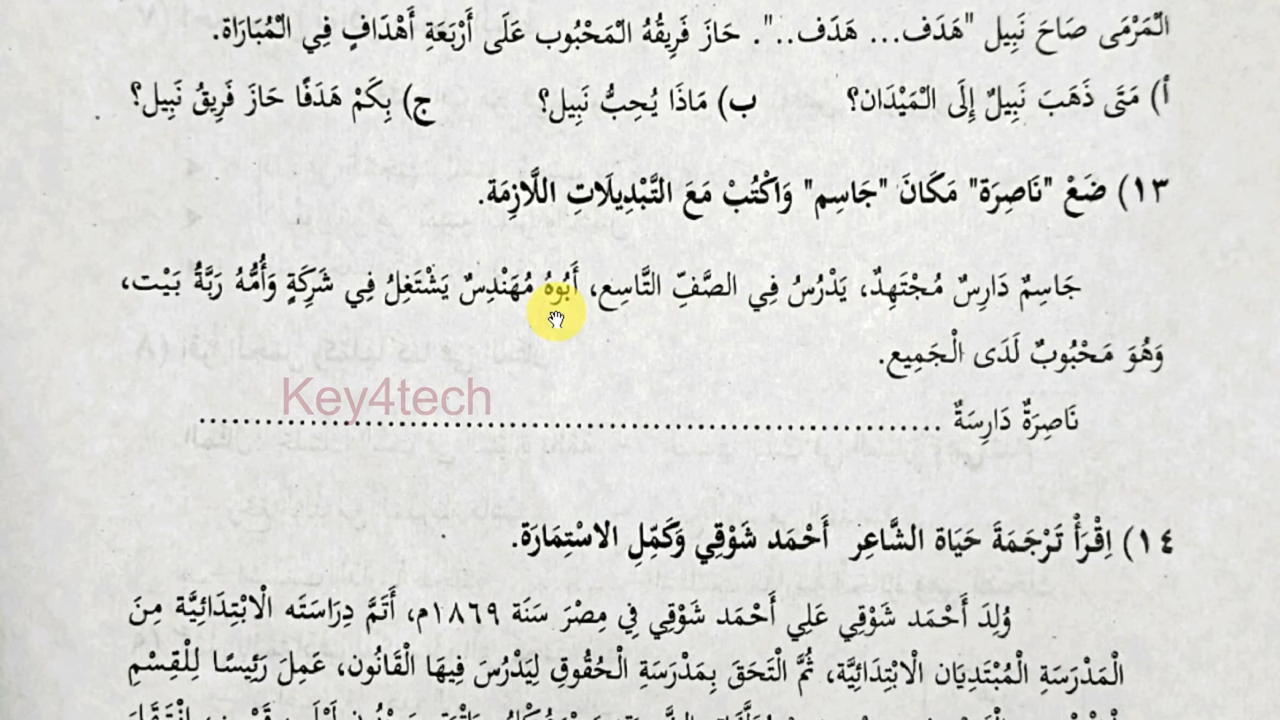 الْمَرْمَى صَاحَ نَبِيل "هَدَف... هَدَف..". حَازَ فَرِيقُهُ الْمَحْبُوب عَلَى أَرْبَعَةِ أَهْدَافٍ فِي الْمُبَارَاة.
أ) مَتَى ذَهَبَ نَبِيلٌ إِلَى الْمَيْدَان؟ ب) مَاذَا يُحِبُّ نَبِيل؟ ج) بِكَمْ هَدَفًا حَازَ فَرِيقُ نَبِيل؟
١٣) ضَعْ "نَاصِرَة" مَكَانَ "جَاسِم" وَاكْتُبْ مَعَ التَّبْدِيلَاتِ اللَّازِمَة.
جَاسِمٌ دَارِسٌ مُجْتَهِدٌ، يَدْرُسُ فِي الصَّفِّ التَّاسِع، أَبُوهُ مُهَنْدِسٌ يَشْتَغِلُ فِي شَرِكَةٍ وَأُمُّهُ رَبَّةُ بَيْت،
وَهُوَ مَحْبُوبٌ لَدَى الْجَمِيع.
Key4tech
نَاصِرَةٌ دَارِسَةٌ ......................................................................
١٤) اِقْرَأْ تَرْجَمَةَ حَيَاة الشَّاعِر أَحْمَد شَوْقِي وَكَمِّلِ الاسْتِمَارَة.
وُلِدَ أَحْمَد شَوْقِي عَلِي أَحْمَد شَوْقِي فِي مِصْرَ سَنَة ١٨٦٩م، أَتَمَّ دِرَاسَتَه الْابْتِدَائِيَّة مِنَ
الْمَدْرَسَةِ الْمُبْتَدِيَان الْابْتِدَائِيَّة، ثُمَّ الْتَحَقَ بِمَدْرَسَةِ الْحُقُوقِ لِيَدْرُسَ فِيهَا الْقَانُون، عَمِلَ رَئِيسًا لِلْقِسْمِ